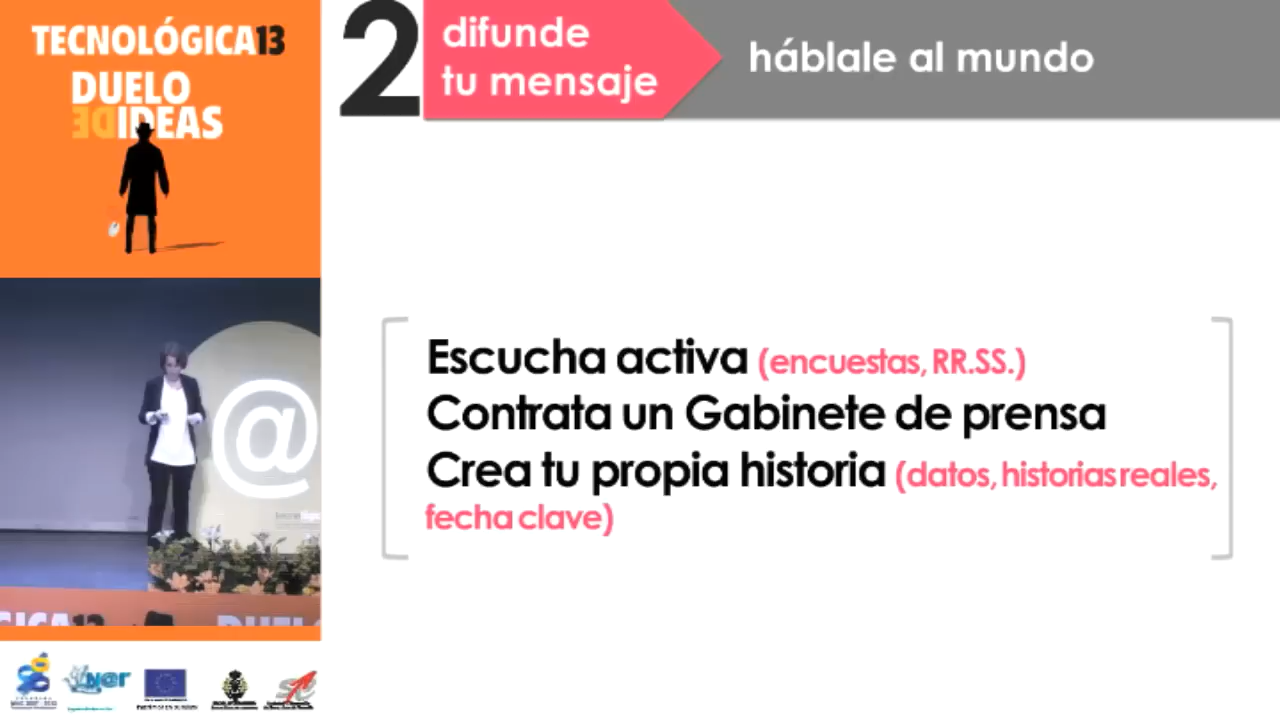 TECNOLÓGICA13
DUELO
DE IDEAS
2
difunde
tu mensaje
háblale al mundo
Escucha activa (encuestas, RR.SS.)
Contrata un Gabinete de prensa
Crea tu propia historia (datos, historias reales,
fecha clave)
@